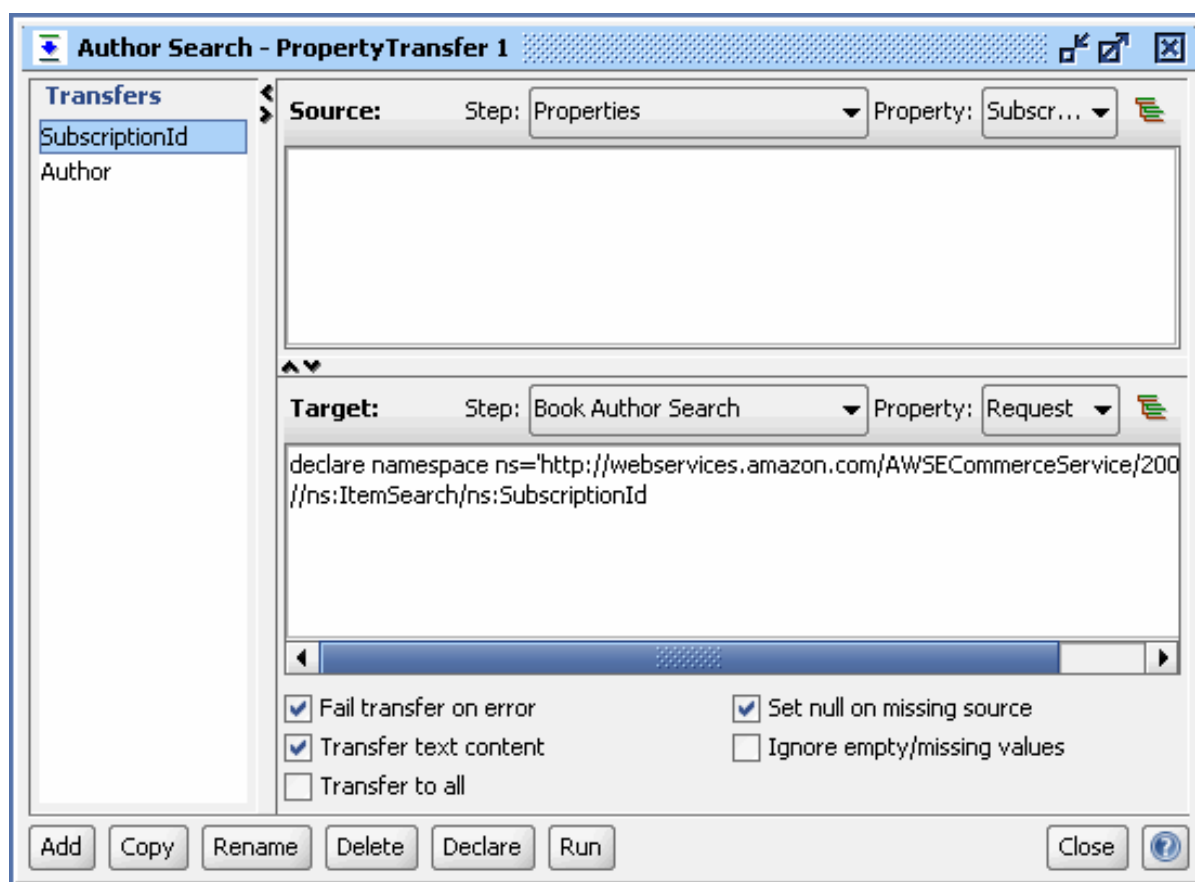 Author Search - PropertyTransfer 1
Transfers
SubscriptionId
Author
Source: Step: Properties Property: Subscr...
Target: Step: Book Author Search Property: Request
declare namespace ns='http://webservices.amazon.com/AWSECommerceService/200
//ns:ItemSearch/ns:SubscriptionId
Fail transfer on error Set null on missing source
Transfer text content Ignore empty/missing values
Transfer to all
Add Copy Rename Delete Declare Run Close ?